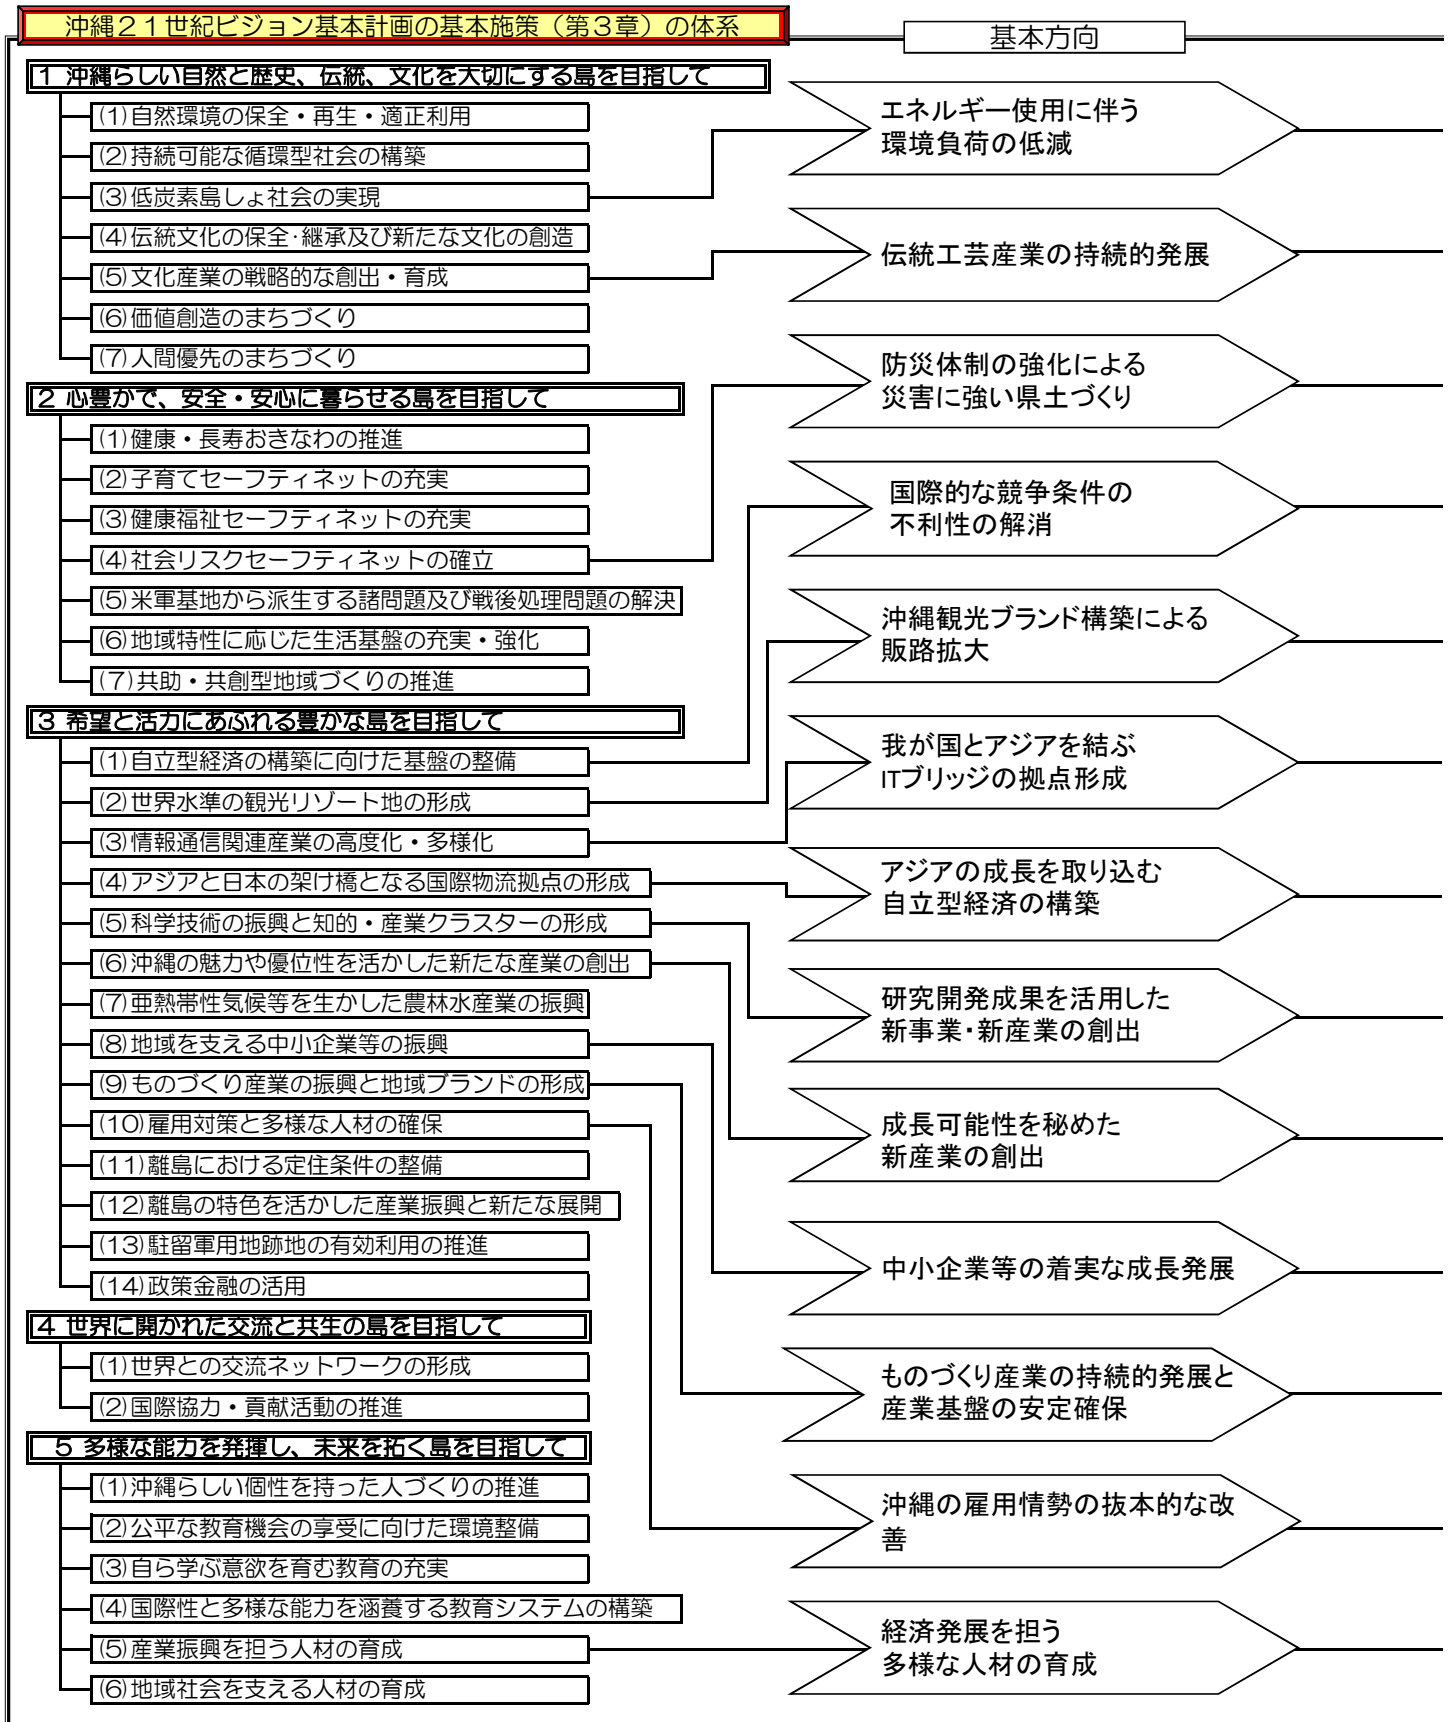 沖縄２１世紀ビジョン基本計画の基本施策（第３章）の体系
基本方向
１ 沖縄らしい自然と歴史、伝統、文化を大切にする島を目指して
(1)自然環境の保全・再生・適正利用
(2)持続可能な循環型社会の構築
(3)低炭素島しょ社会の実現
(4)伝統文化の保全･継承及び新たな文化の創造
(5)文化産業の戦略的な創出・育成
(6)価値創造のまちづくり
(7)人間優先のまちづくり
２ 心豊かで、安全・安心に暮らせる島を目指して
(1)健康・長寿おきなわの推進
(2)子育てセーフティネットの充実
(3)健康福祉セーフティネットの充実
(4)社会リスクセーフティネットの確立
(5)米軍基地から派生する諸問題及び戦後処理問題の解決
(6)地域特性に応じた生活基盤の充実・強化
(７)共助・共創型地域づくりの推進
３ 希望と活力にあふれる豊かな島を目指して
(1)自立型経済の構築に向けた基盤の整備
(2)世界水準の観光リゾート地の形成
(3)情報通信関連産業の高度化・多様化
(4)アジアと日本の架け橋となる国際物流拠点の形成
(5)科学技術の振興と知的・産業クラスターの形成
(6)沖縄の魅力や優位性を活かした新たな産業の創出
(7)亜熱帯性気候等を生かした農林水産業の振興
(8)地域を支える中小企業等の振興
(9)ものづくり産業の振興と地域ブランドの形成
(10)雇用対策と多様な人材の確保
(11)離島における定住条件の整備
(12)離島の特色を活かした産業振興と新たな展開
(13)駐留軍用地跡地の有効利用の推進
(14)政策金融の活用
４ 世界に開かれた交流と共生の島を目指して
(1)世界との交流ネットワークの形成
(2)国際協力・貢献活動の推進
５ 多様な能力を発揮し、未来を拓く島を目指して
(1)沖縄らしい個性を持った人づくりの推進
(2)公平な教育機会の享受に向けた環境整備
(3)自ら学ぶ意欲を育む教育の充実
(4)国際性と多様な能力を涵養する教育システムの構築
(5)産業振興を担う人材の育成
(6)地域社会を支える人材の育成
エネルギー使用に伴う
環境負荷の低減
伝統工芸産業の持続的発展
防災体制の強化による
災害に強い県土づくり
国際的な競争条件の
不利性の解消
沖縄観光ブランド構築による
販路拡大
我が国とアジアを結ぶ
ITブリッジの拠点形成
アジアの成長を取り込む
自立型経済の構築
研究開発成果を活用した
新事業･新産業の創出
成長可能性を秘めた
新産業の創出
中小企業等の着実な成長発展
ものづくり産業の持続的発展と
産業基盤の安定確保
沖縄の雇用情勢の抜本的な改
善
経済発展を担う
多様な人材の育成